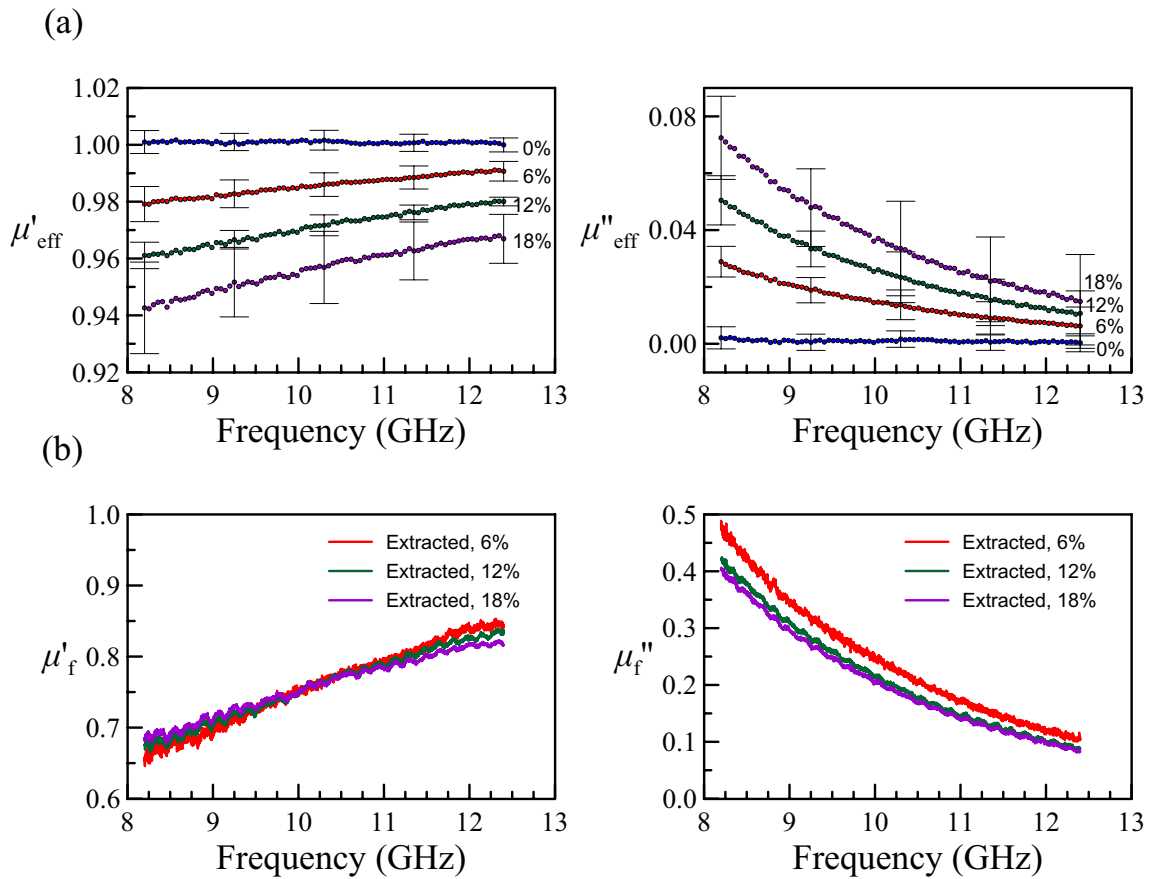 (a)
1.02
1.00
0.98
0.96
0.94
0.92
μ'eff
0%
6%
12%
18%
8 9 10 11 12 13
Frequency (GHz)
0.08
0.04
0.00
μ"eff
18%
12%
6%
0%
8 9 10 11 12 13
Frequency (GHz)
(b)
1.0
0.9
0.8
0.7
0.6
μ'f
Extracted, 6%
Extracted, 12%
Extracted, 18%
8 9 10 11 12 13
Frequency (GHz)
0.5
0.4
0.3
0.2
0.1
0.0
μf"
Extracted, 6%
Extracted, 12%
Extracted, 18%
8 9 10 11 12 13
Frequency (GHz)